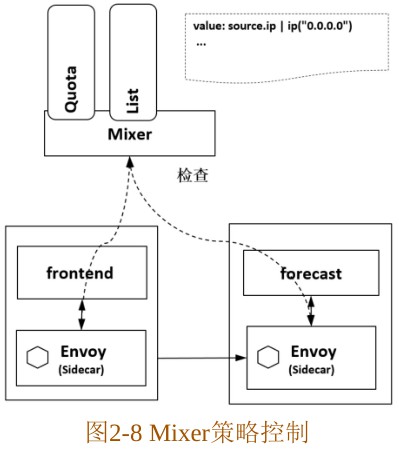 value: source.ip | ip("0.0.0.0")
...
Quota
List
Mixer
检查
frontend
forecast
Envoy
(Sidecar)
Envoy
(Sidecar)
图2-8 Mixer策略控制